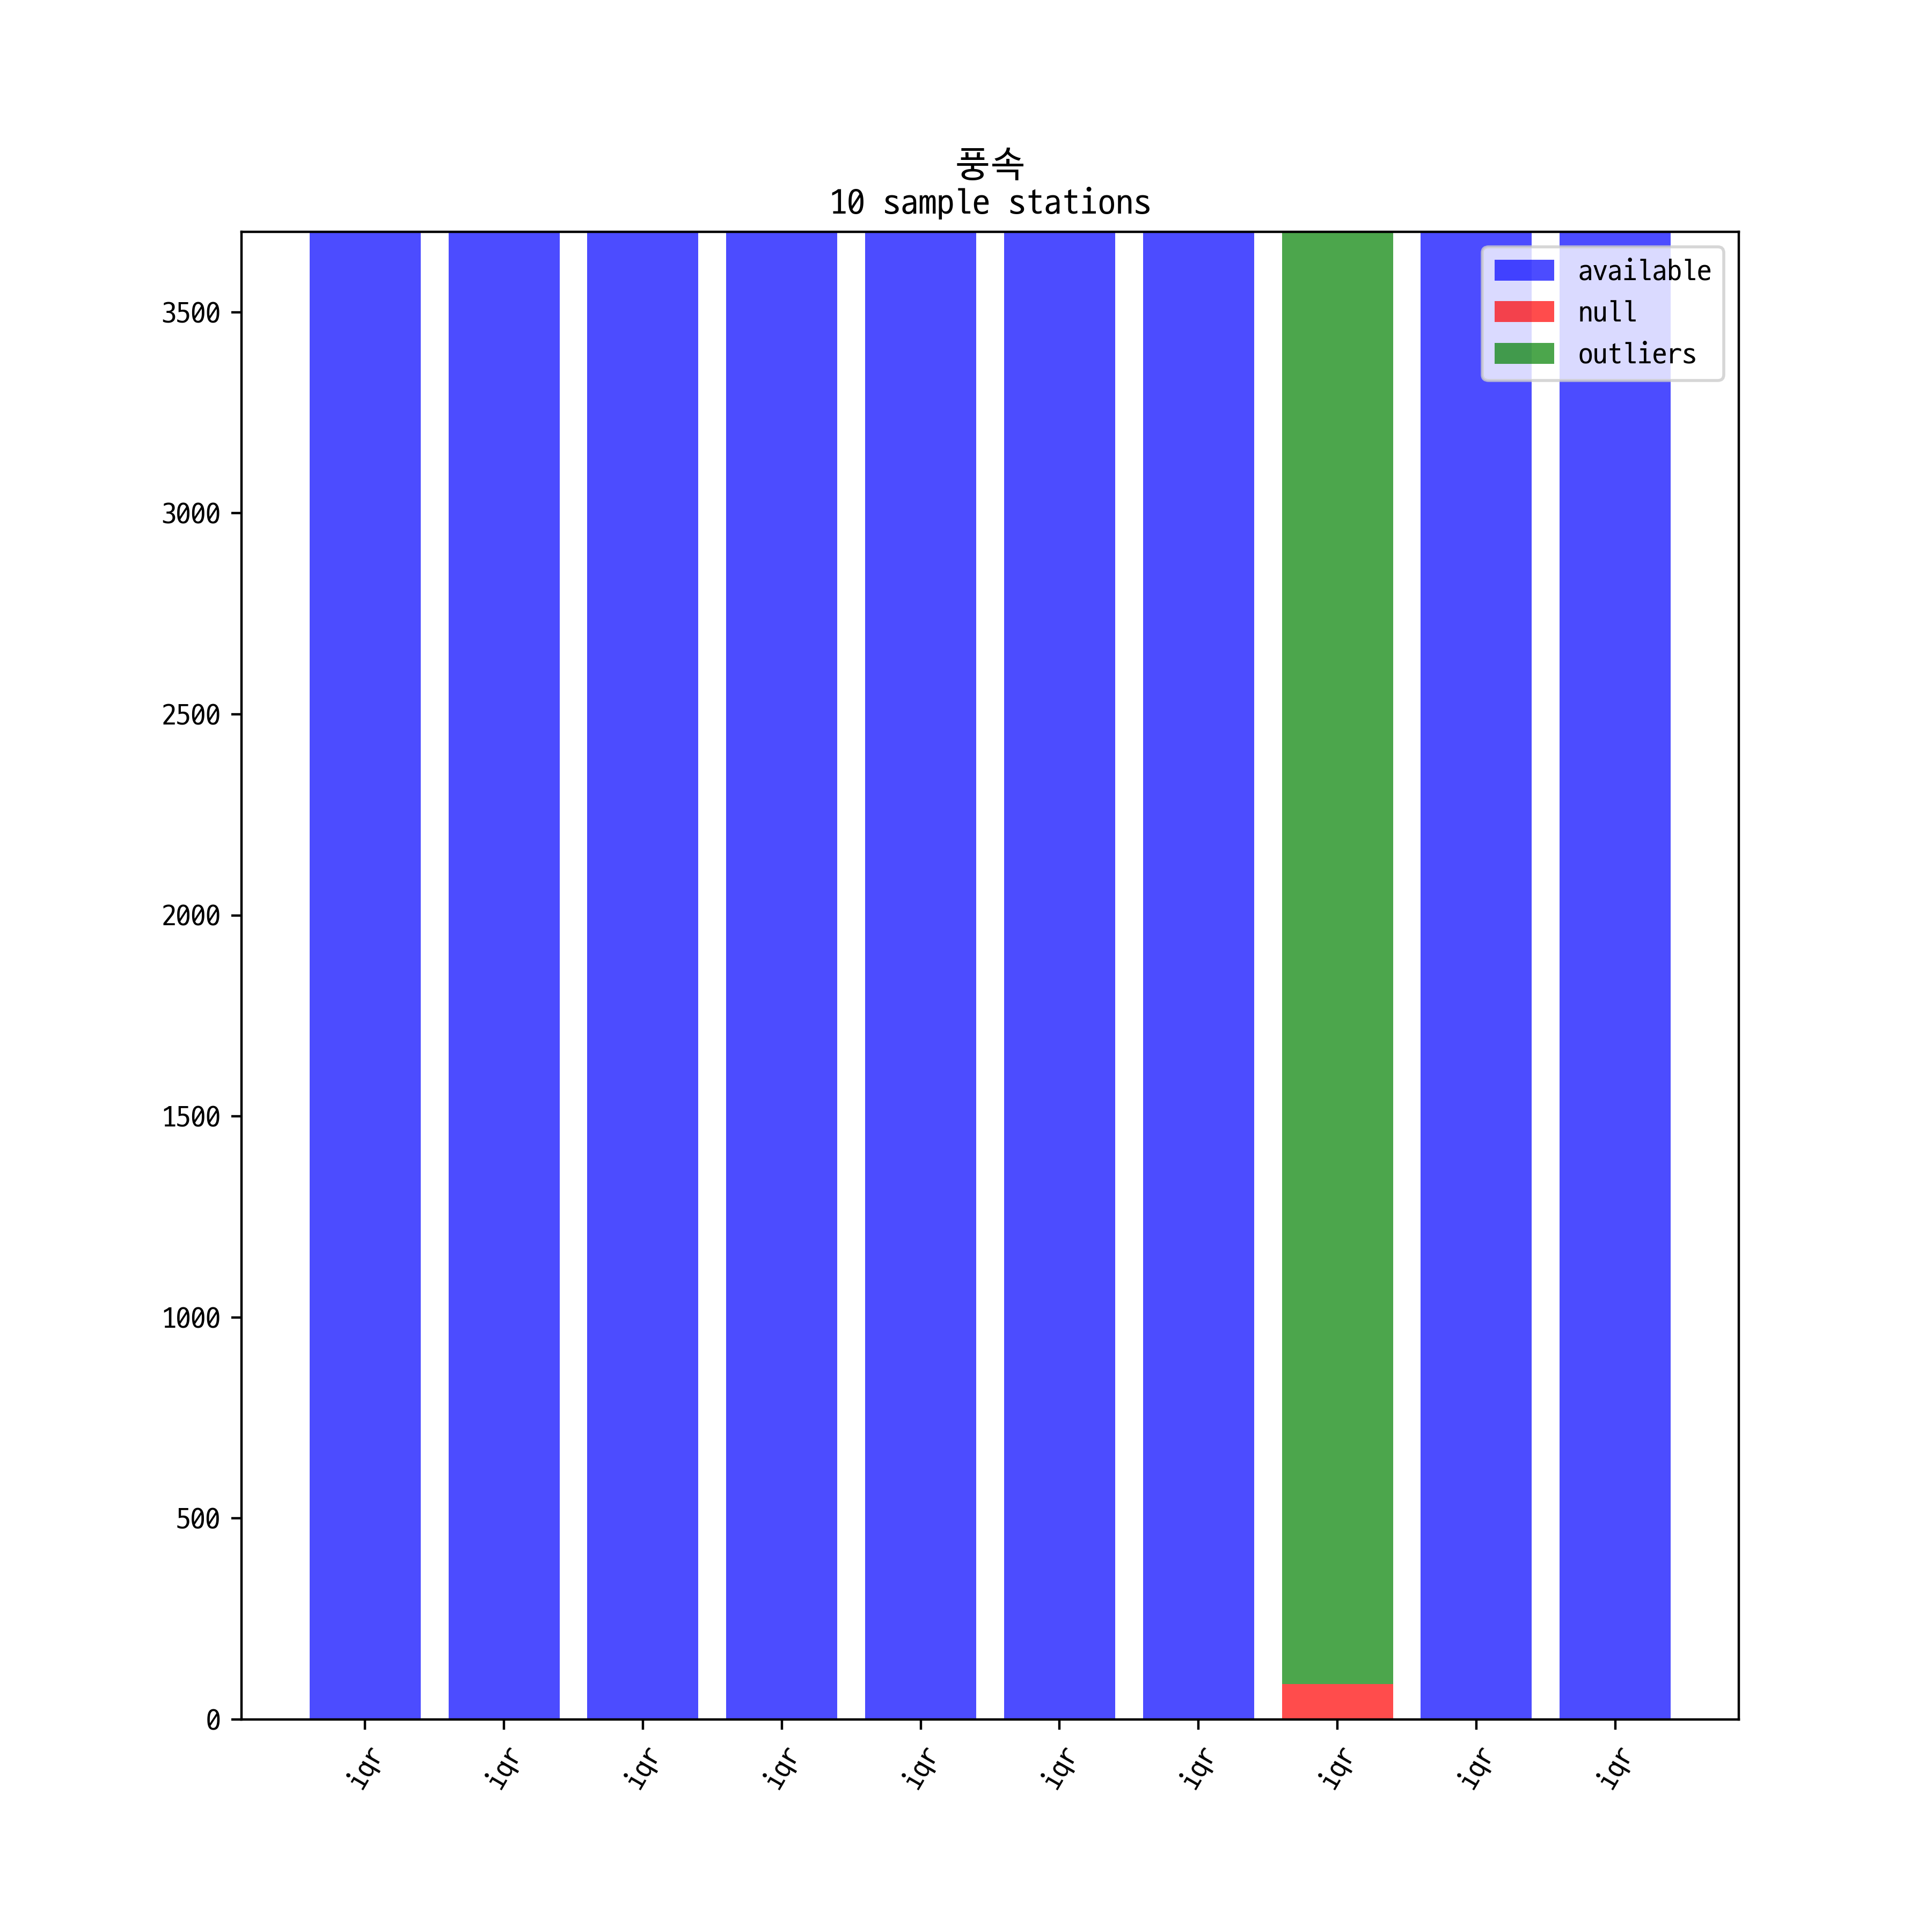 풍속
10 sample stations
available
null
outliers
3500
3000
2500
2000
1500
1000
500
0
iqr iqr iqr iqr iqr iqr iqr iqr iqr iqr